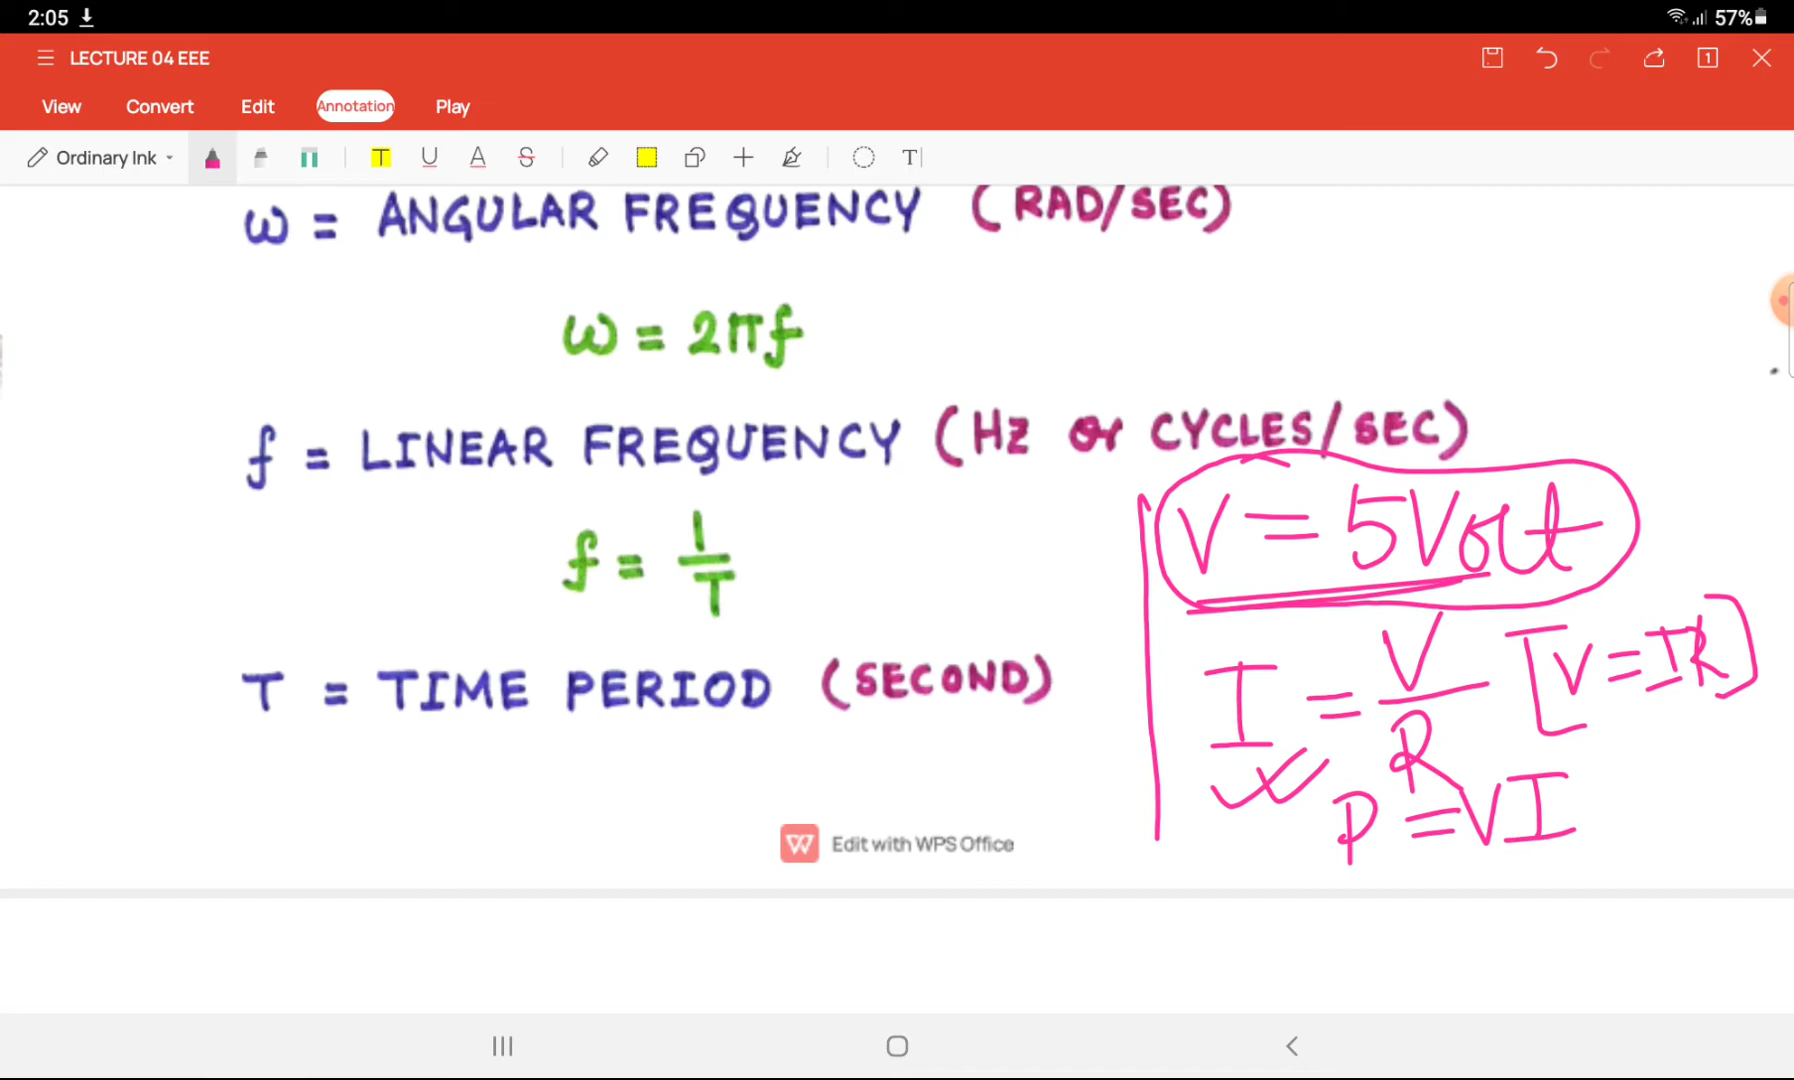 2:05 57%
LECTURE 04 EEE 1
View Convert Edit Annotation Play
Ordinary Ink T U A S T
ω = ANGULAR FREQUENCY (RAD/SEC)
ω = 2πf
f = LINEAR FREQUENCY (Hz or CYCLES/SEC)
f = 1/T
T = TIME PERIOD (SECOND)
V = 5Volt
I = V/R [V = IR]
P = VI
Edit with WPS Office